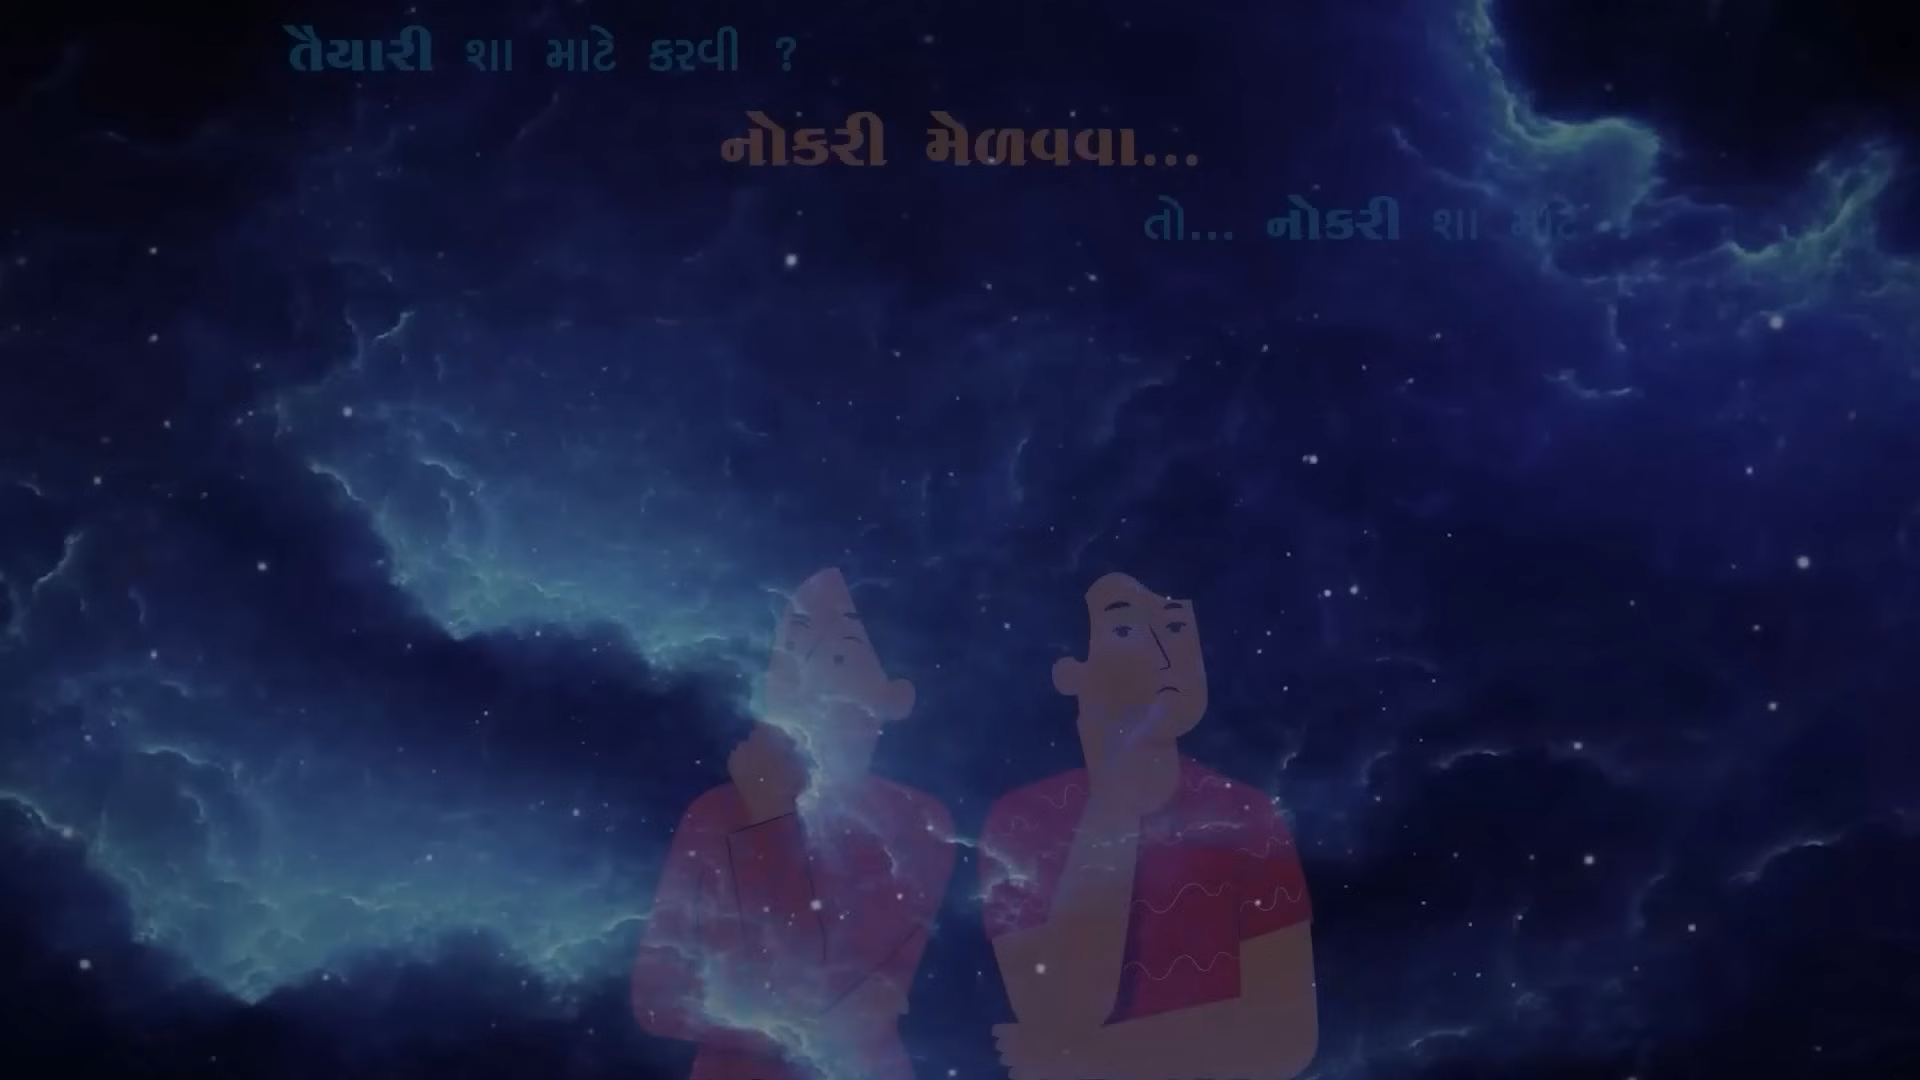 તૈયારી શા માટે કરવી ?
નોકરી મેળવવા...
તો... નોકરી શા માટે